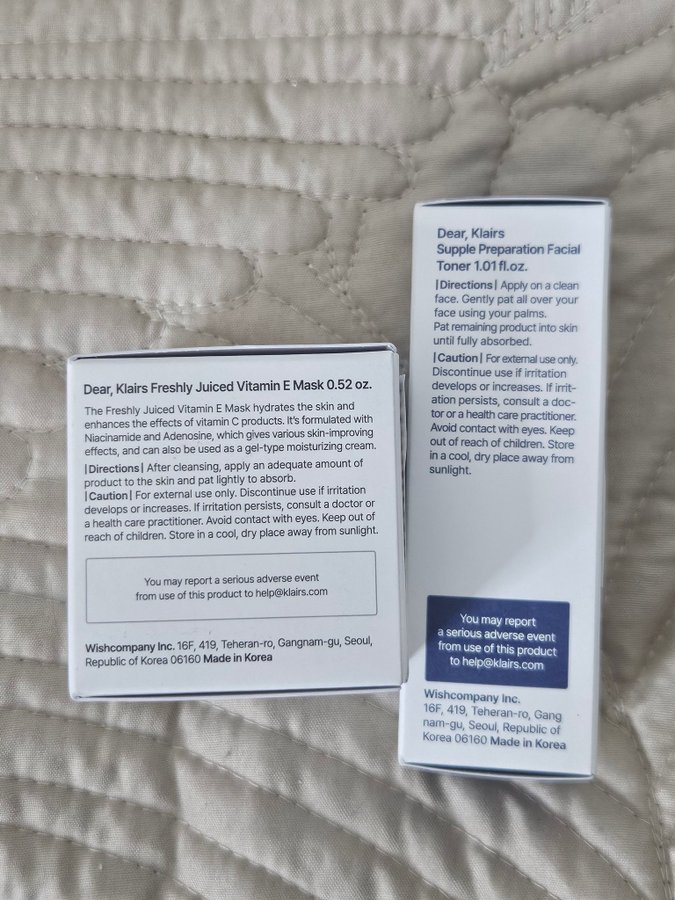 Dear, Klairs Freshly Juiced Vitamin E Mask 0.52 oz.
The Freshly Juiced Vitamin E Mask hydrates the skin and
enhances the effects of vitamin C products. It's formulated with
Niacinamide and Adenosine, which gives various skin-improving
effects, and can also be used as a gel-type moisturizing cream.
|Directions| After cleansing, apply an adequate amount of
product to the skin and pat lightly to absorb.
|Caution| For external use only. Discontinue use if irritation
develops or increases. If irritation persists, consult a doctor or
a health care practitioner. Avoid contact with eyes. Keep out of
reach of children. Store in a cool, dry place away from sunlight.
You may report a serious adverse event
from use of this product to help@klairs.com
Wishcompany Inc. 16F, 419, Teheran-ro, Gangnam-gu, Seoul,
Republic of Korea 06160 Made in Korea
Dear, Klairs
Supple Preparation Facial
Toner 1.01 fl.oz.
|Directions| Apply on a clean
face. Gently pat all over your
face using your palms.
Pat remaining product into skin
until fully absorbed.
|Caution| For external use only.
Discontinue use if irritation
develops or increases. If irrit-
ation persists, consult a doc-
tor or a health care practitioner.
Avoid contact with eyes. Keep
out of reach of children. Store
in a cool, dry place away from
sunlight.
You may report
a serious adverse event
from use of this product
to help@klairs.com
Wishcompany Inc.
16F, 419, Teheran-ro, Gang
nam-gu, Seoul, Republic of
Korea 06160 Made in Korea